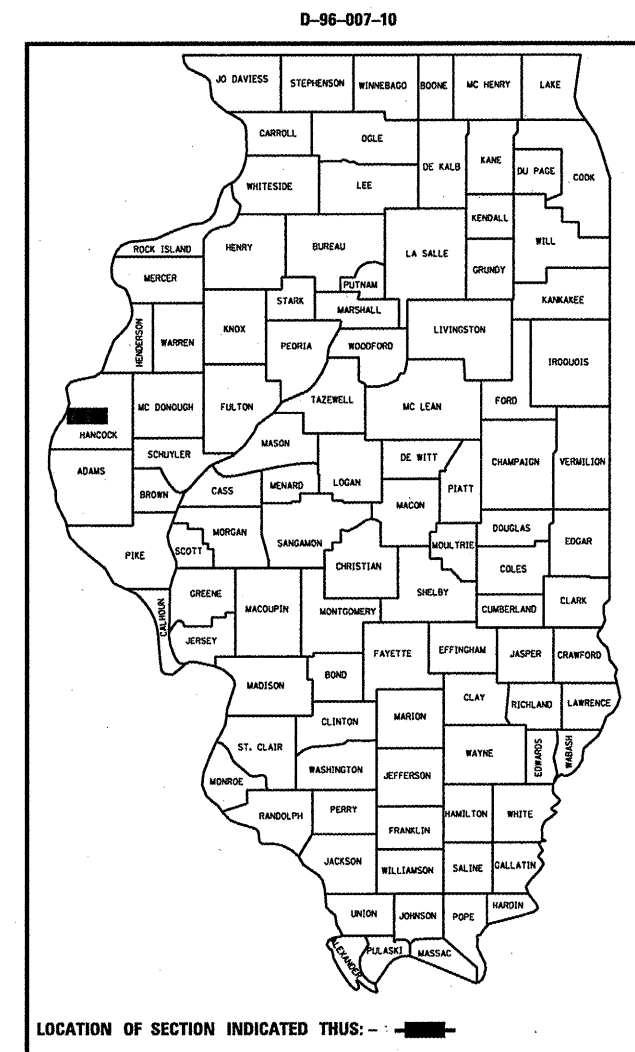 D-96-007-10
JO DAVIESS STEPHENSON WINNEBAGO BOONE MC HENRY LAKE
CARROLL OGLE DE KALB KANE DU PAGE COOK
WHITESIDE LEE
KENDALL
ROCK ISLAND HENRY BUREAU LA SALLE WILL
MERCER PUTNAM GRUNDY
STARK MARSHALL KANKAKEE
HENDERSON WARREN KNOX PEORIA WOODFORD LIVINGSTON IROQUOIS
HANCOCK MC DONOUGH FULTON TAZEWELL MC LEAN FORD
MASON
ADAMS SCHUYLER DE WITT CHAMPAIGN VERMILION
BROWN CASS MENARD LOGAN PIATT
MACON
PIKE SCOTT MORGAN SANGAMON MOULTRIE DOUGLAS EDGAR
CHRISTIAN COLES
CALHOUN GREENE MACOUPIN MONTGOMERY SHELBY CUMBERLAND CLARK
JERSEY
FAYETTE EFFINGHAM JASPER CRAWFORD
MADISON BOND
CLAY RICHLAND LAWRENCE
CLINTON MARION
ST. CLAIR WAYNE EDWARDS WABASH
WASHINGTON JEFFERSON
MONROE
RANDOLPH PERRY HAMILTON WHITE
FRANKLIN
JACKSON WILLIAMSON SALINE GALLATIN
UNION JOHNSON POPE HARDIN
ALEXANDER PULASKI MASSAC
LOCATION OF SECTION INDICATED THUS: -